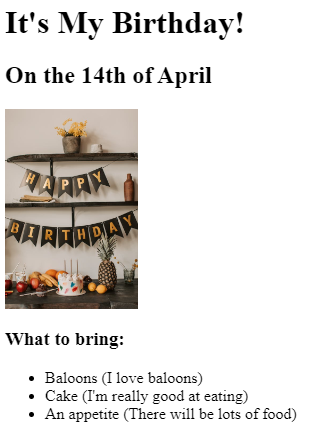 It's My Birthday!
On the 14th of April
HAPPY
BIRTHDAY
What to bring:
Baloons (I love baloons)
Cake (I'm really good at eating)
An appetite (There will be lots of food)